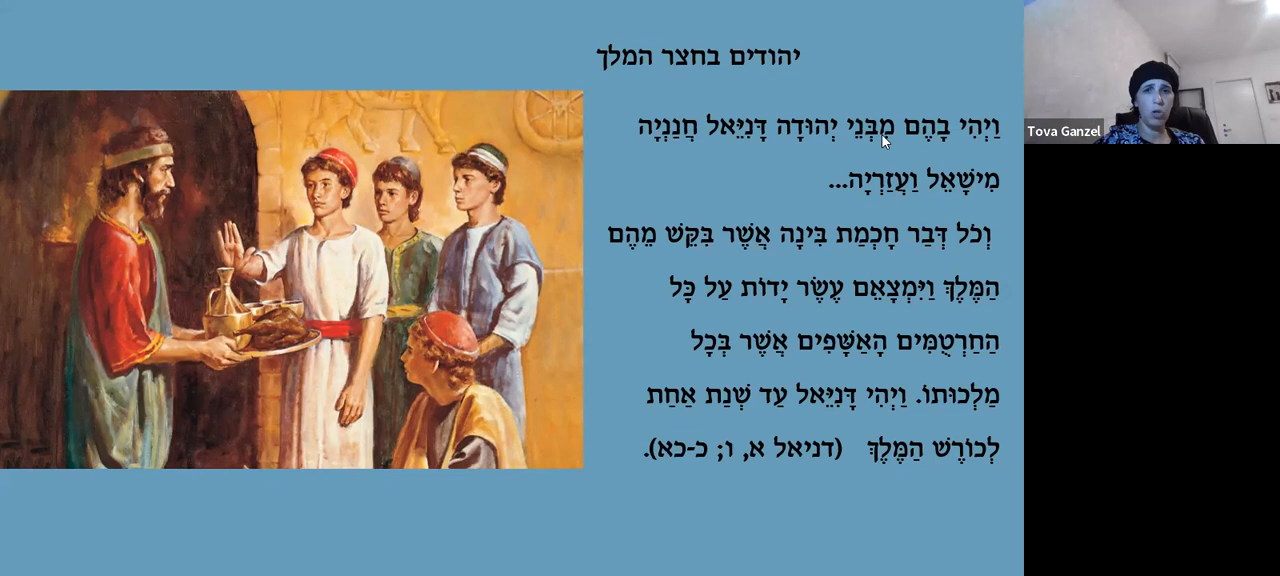 יהודים בחצר המלך
וַיְהִי בָהֶם מִבְּנֵי יְהוּדָה דָּנִיֵּאל חֲנַנְיָה
מִישָׁאֵל וַעֲזַרְיָה...
וְכֹל דְּבַר חָכְמַת בִּינָה אֲשֶׁר בִּקֵּשׁ מֵהֶם
הַמֶּלֶךְ וַיִּמְצָאֵם עֶשֶׂר יָדוֹת עַל כָּל
הַחַרְטֻמִּים הָאַשָּׁפִים אֲשֶׁר בְּכָל
מַלְכוּתוֹ. וַיְהִי דָּנִיֵּאל עַד שְׁנַת אַחַת
לְכוֹרֶשׁ הַמֶּלֶךְ (דניאל א, ו; כ-כא).
Tova Ganzel